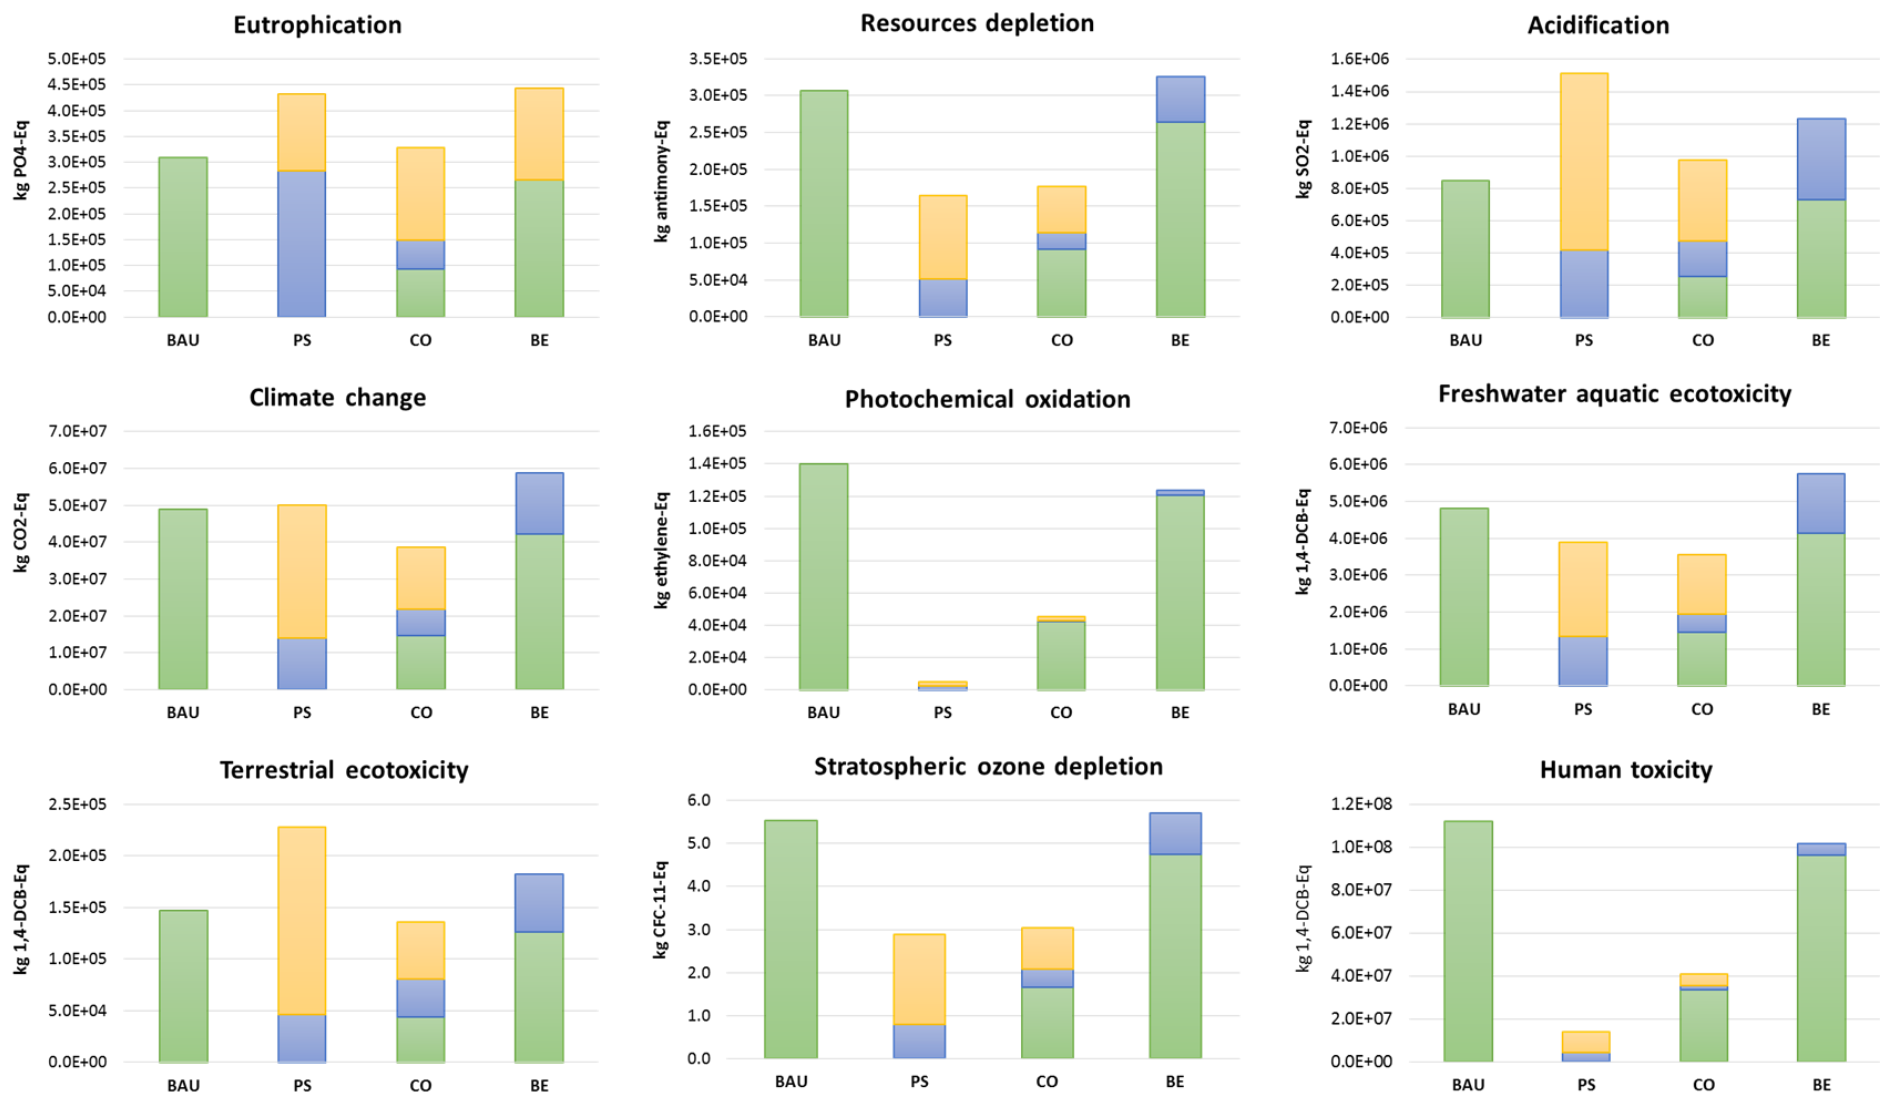 Eutrophication
kg PO4-Eq
5.0E+05
4.5E+05
4.0E+05
3.5E+05
3.0E+05
2.5E+05
2.0E+05
1.5E+05
1.0E+05
5.0E+04
0.0E+00
BAU PS CO BE
Resources depletion
kg antimony-Eq
3.5E+05
3.0E+05
2.5E+05
2.0E+05
1.5E+05
1.0E+05
5.0E+04
0.0E+00
BAU PS CO BE
Acidification
kg SO2-Eq
1.6E+06
1.4E+06
1.2E+06
1.0E+06
8.0E+05
6.0E+05
4.0E+05
2.0E+05
0.0E+00
BAU PS CO BE
Climate change
kg CO2-Eq
7.0E+07
6.0E+07
5.0E+07
4.0E+07
3.0E+07
2.0E+07
1.0E+07
0.0E+00
BAU PS CO BE
Photochemical oxidation
kg ethylene-Eq
1.6E+05
1.4E+05
1.2E+05
1.0E+05
8.0E+04
6.0E+04
4.0E+04
2.0E+04
0.0E+00
BAU PS CO BE
Freshwater aquatic ecotoxicity
kg 1,4-DCB-Eq
7.0E+06
6.0E+06
5.0E+06
4.0E+06
3.0E+06
2.0E+06
1.0E+06
0.0E+00
BAU PS CO BE
Terrestrial ecotoxicity
kg 1,4-DCB-Eq
2.5E+05
2.0E+05
1.5E+05
1.0E+05
5.0E+04
0.0E+00
BAU PS CO BE
Stratospheric ozone depletion
kg CFC-11-Eq
6.0
5.0
4.0
3.0
2.0
1.0
0.0
BAU PS CO BE
Human toxicity
kg 1,4-DCB-Eq
1.2E+08
1.0E+08
8.0E+07
6.0E+07
4.0E+07
2.0E+07
0.0E+00
BAU PS CO BE